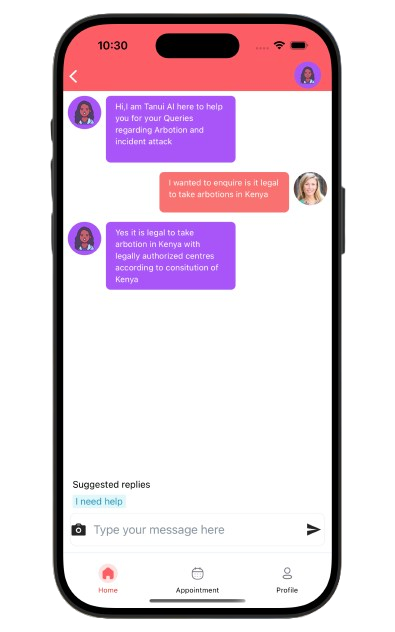 10:30
Hi,I am Tanui AI here to help
you for your Queries
regarding Arbotion and
incident attack
I wanted to enquire is it legal
to take arbotions in Kenya
Yes it is legal to take
arbotion in Kenya with
legally authorized centres
according to consitution of
Kenya
Suggested replies
I need help
Type your message here
Home
Appointment
Profile